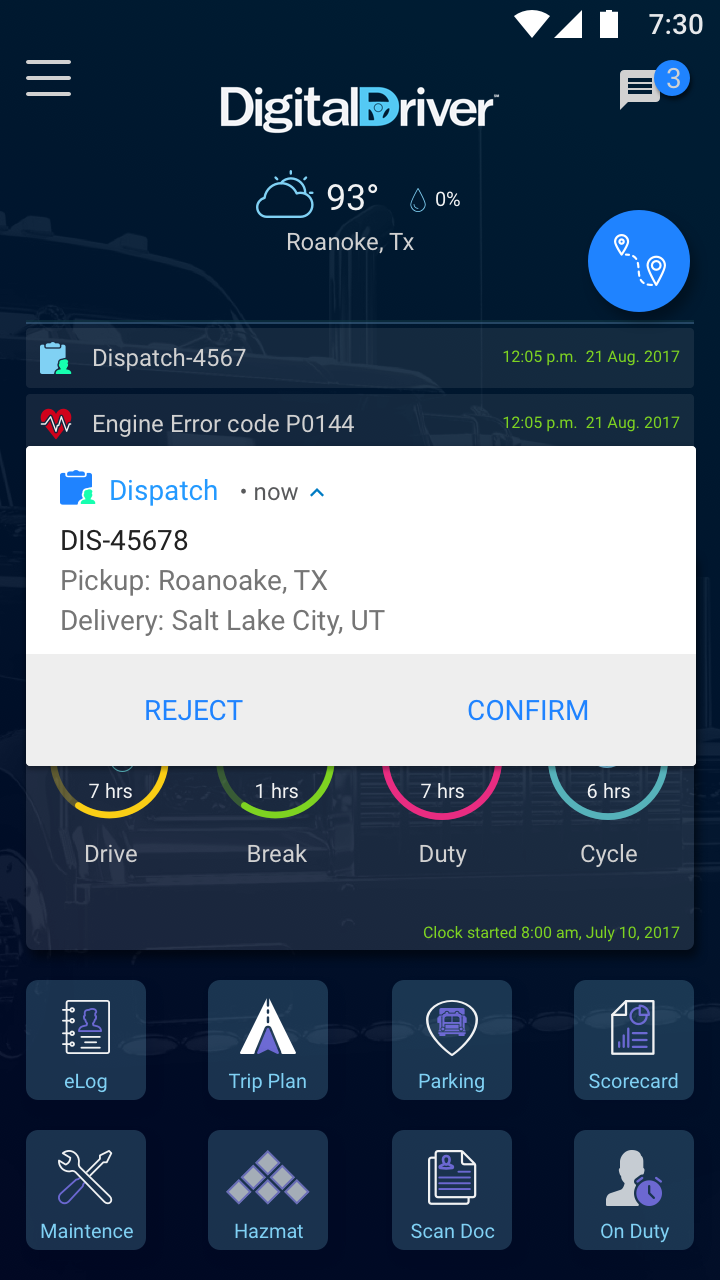 7:30
DigitalDriver
3
93° 0%
Roanoke, Tx
Dispatch-4567 12:05 p.m. 21 Aug. 2017
Engine Error code P0144 12:05 p.m. 21 Aug. 2017
Dispatch • now
DIS-45678
Pickup: Roanoake, TX
Delivery: Salt Lake City, UT
REJECT CONFIRM
7 hrs 1 hrs 7 hrs 6 hrs
Drive Break Duty Cycle
Clock started 8:00 am, July 10, 2017
eLog Trip Plan Parking Scorecard
Maintence Hazmat Scan Doc On Duty